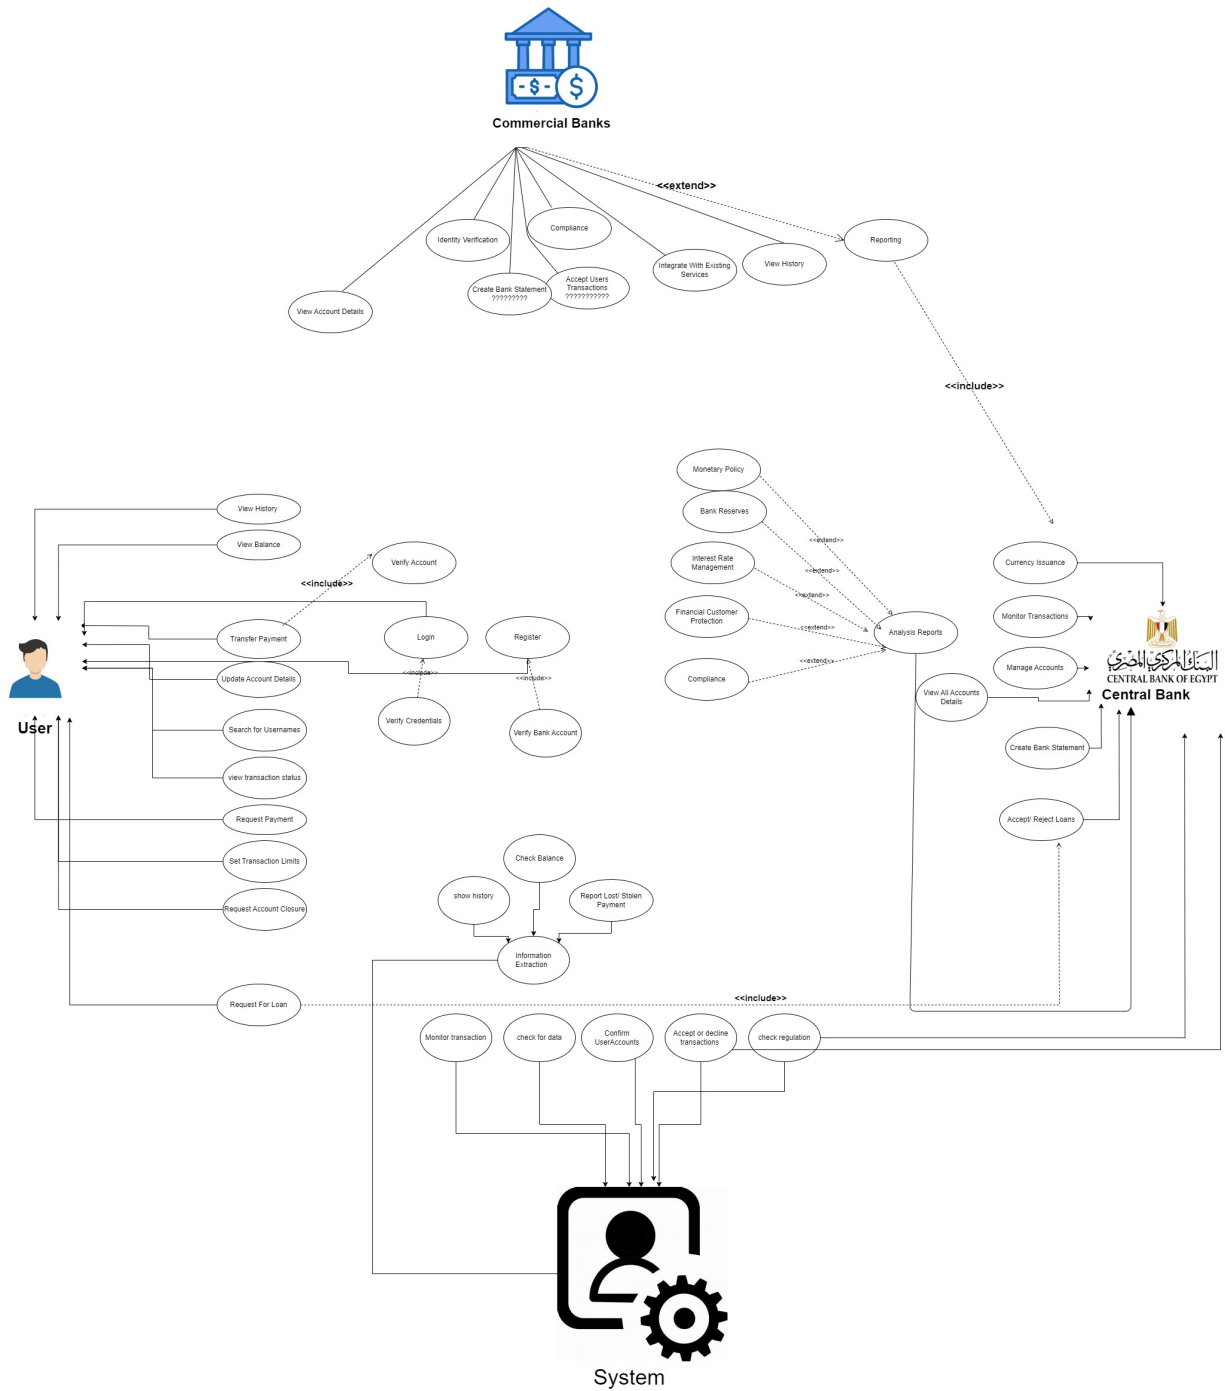 Commercial Banks
<<extend>>
Compliance
Identity Verification
Reporting
View History
Integrate With Existing
Services
Accept Users
Transactions
???????????
Create Bank Statement
?????????
View Account Details
<<include>>
Monetary Policy
View History
Bank Reserves
<<extend>>
View Balance
Verify Account
Interest Rate
Management
<<extend>>
Currency Issuance
<<include>>
<<extend>>
Financial Customer
Protection
Monitor Transactions
<<extend>>
Transfer Payment
Login
Register
Analysis Reports
البنك المركزي المصري
CENTRAL BANK OF EGYPT
Central Bank
<<extend>>
Manage Accounts
<<include>>
<<include>>
Update Account Details
Compliance
View All Accounts
Details
User
Verify Credentials
Search for Usernames
Verify Bank Account
Create Bank Statement
view transaction status
Request Payment
Accept/ Reject Loans
Set Transaction Limits
Check Balance
show history
Report Lost/ Stolen
Payment
Request Account Closure
Information
Extraction
<<include>>
Request For Loan
Monitor transaction
check for data
Confirm
UserAccounts
Accept or decline
transactions
check regulation
System